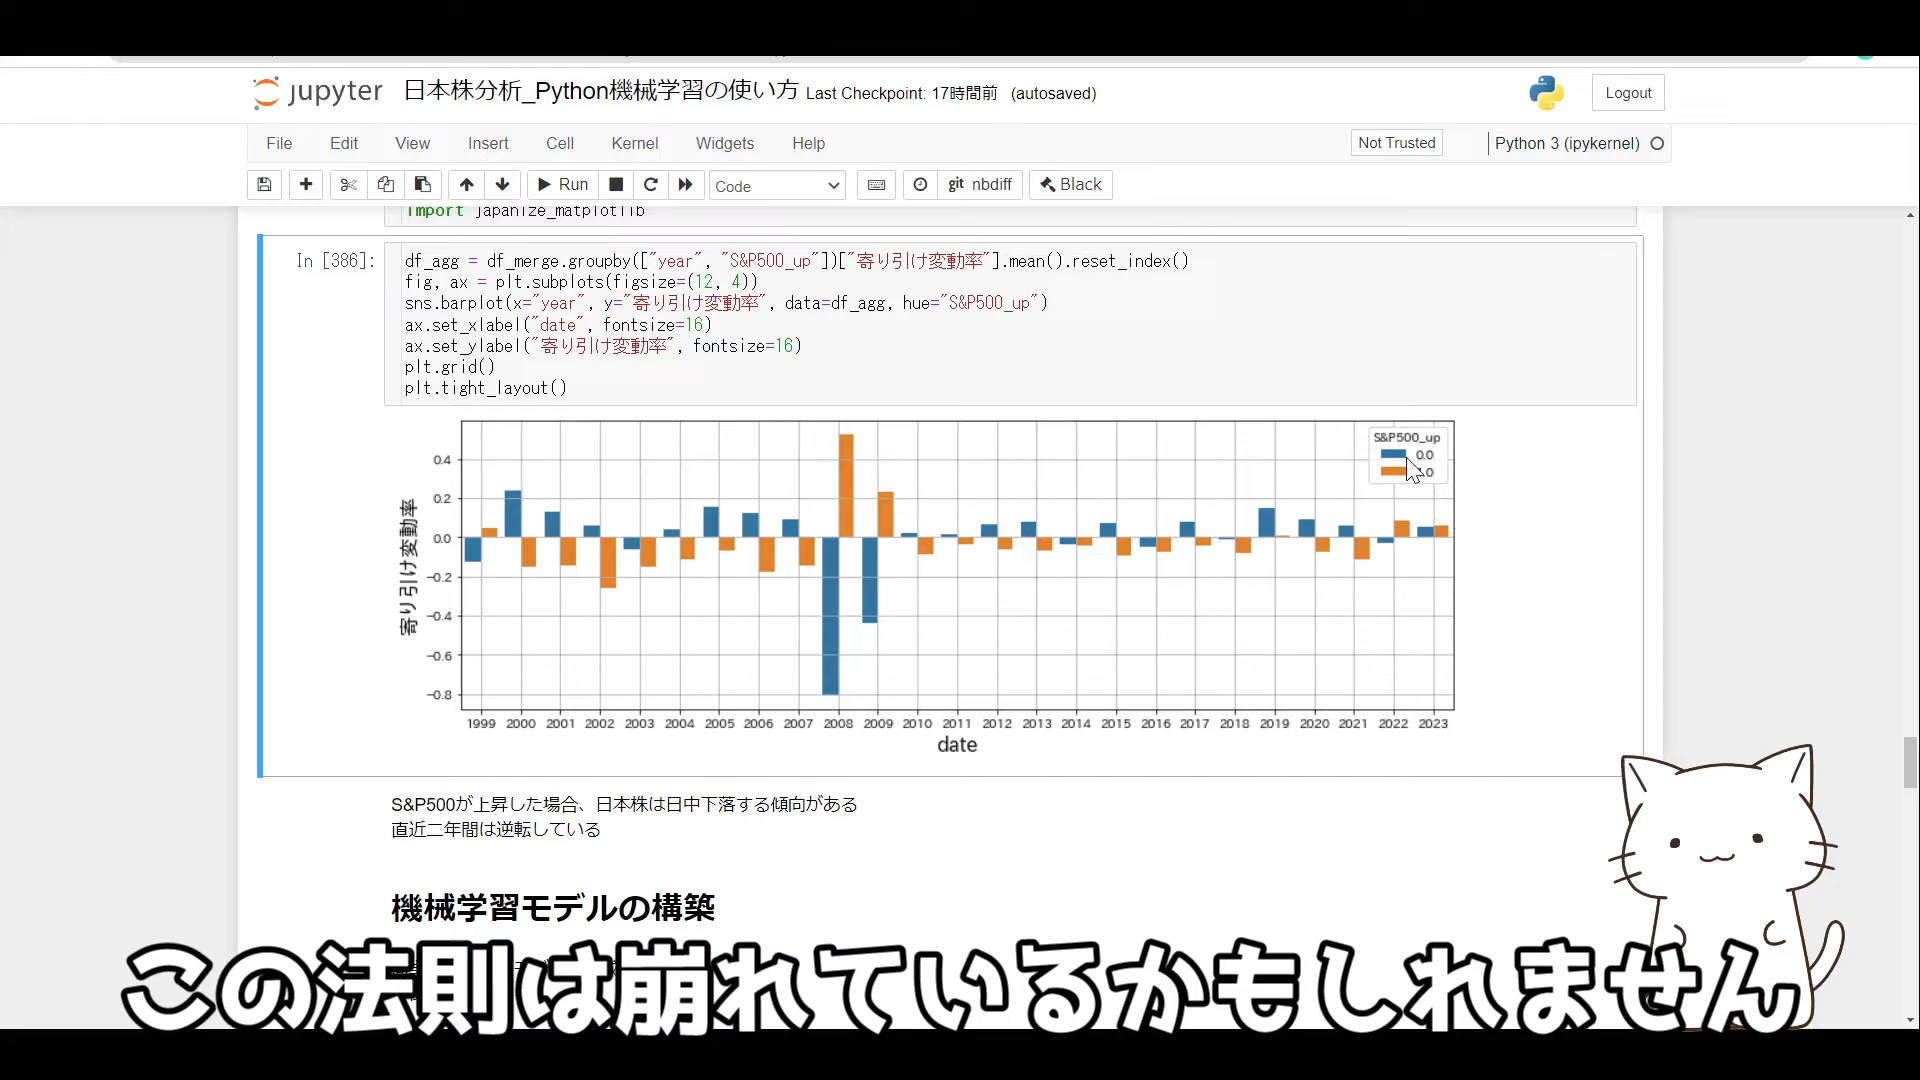 jupyter 日本株分析_Python機械学習の使い方 Last Checkpoint: 17時間前 (autosaved)
Logout
File Edit View Insert Cell Kernel Widgets Help
Not Trusted
Python 3 (ipykernel)
Run
Code
git nbdiff
Black
import japanize_matplotlib
In [386]:
df_agg = df_merge.groupby(["year", "S&P500_up"])["寄り引け変動率"].mean().reset_index()
fig, ax = plt.subplots(figsize=(12, 4))
sns.barplot(x="year", y="寄り引け変動率", data=df_agg, hue="S&P500_up")
ax.set_xlabel("date", fontsize=16)
ax.set_ylabel("寄り引け変動率", fontsize=16)
plt.grid()
plt.tight_layout()
S&P500_up
0.0
寄り引け変動率
0.4
0.2
0.0
−0.2
−0.4
−0.6
−0.8
1999 2000 2001 2002 2003 2004 2005 2006 2007 2008 2009 2010 2011 2012 2013 2014 2015 2016 2017 2018 2019 2020 2021 2022 2023
date
S&P500が上昇した場合、日本株は日中下落する傾向がある
直近二年間は逆転している
機械学習モデルの構築
この法則は崩れているかもしれません